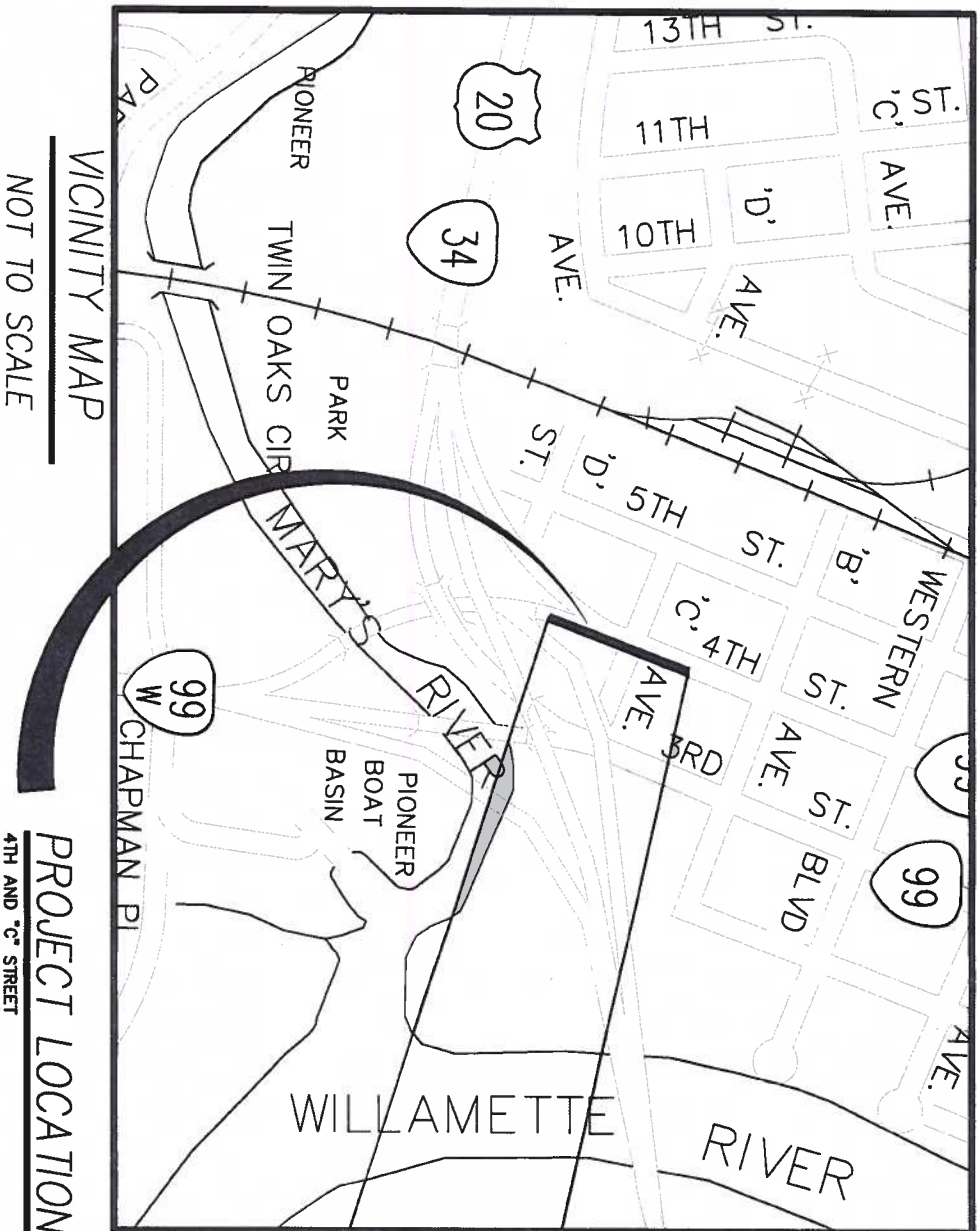 13TH ST.
'C' ST.
AVE.
11TH
'D'
10TH
AVE.
AVE.
20
34
PIONEER
TWIN OAKS CIR
PARK
'D'
ST.
5TH
ST.
'B'
WESTERN
'C'
4TH
ST.
AVE.
AVE.
3RD
ST.
BLVD
99
AVE.
MARY'S
RIVER
PIONEER
BOAT
BASIN
99
W
CHAPMAN PL
WILLAMETTE
RIVER
VICINITY MAP
NOT TO SCALE
PROJECT LOCATION
4TH AND "C" STREET